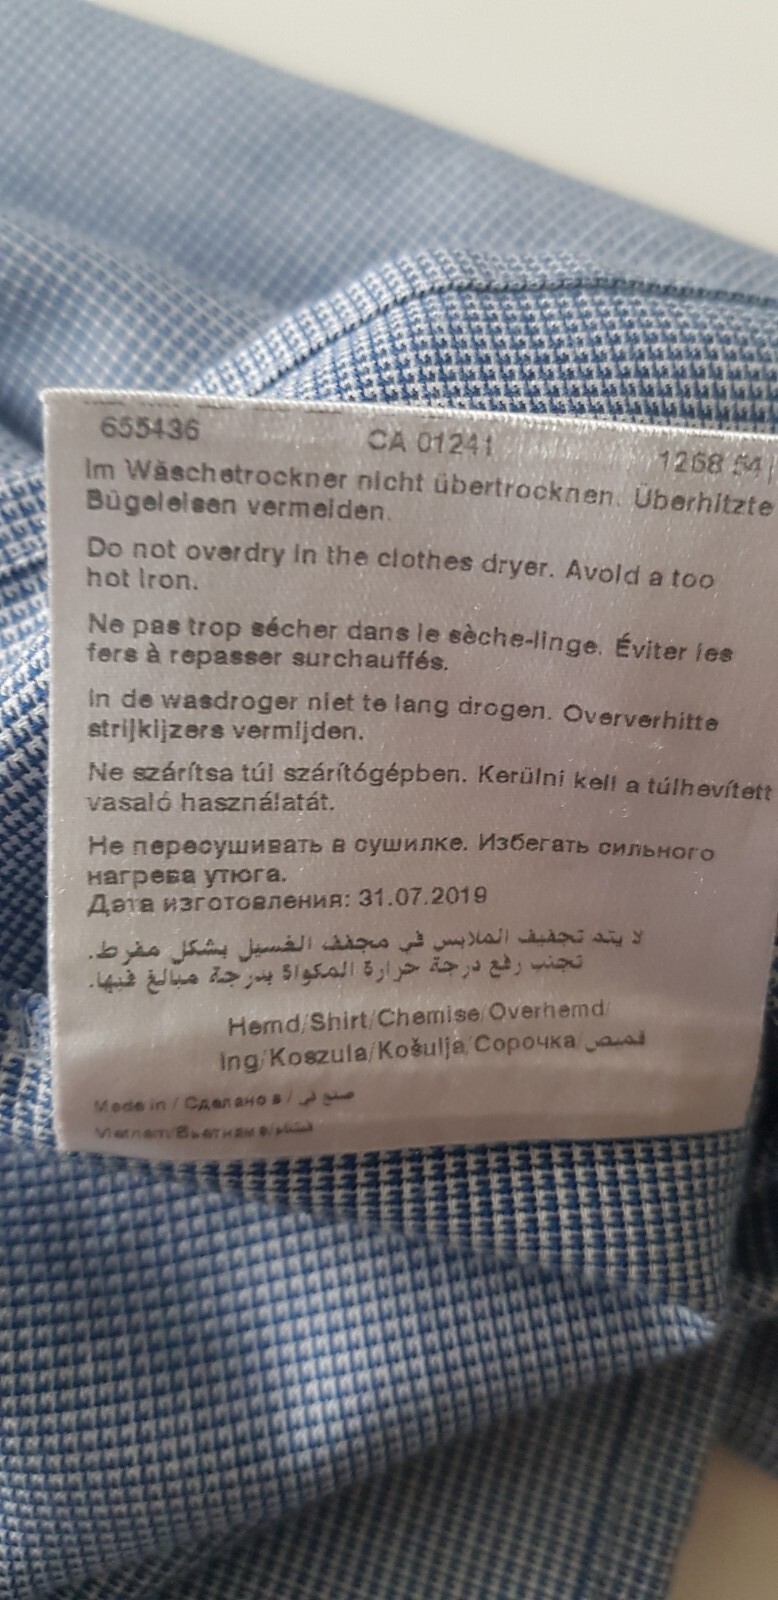 655436 CA 01241 1268 54
Im Wäschetrockner nicht übertrocknen. Überhitzte
Bügeleisen vermeiden.
Do not overdry in the clothes dryer. Avoid a too
hot iron.
Ne pas trop sécher dans le sèche-linge. Éviter les
fers à repasser surchauffés.
In de wasdroger niet te lang drogen. Oververhitte
strijkijzers vermijden.
Ne szárítsa túl szárítógépben. Kerülni kell a túlhevített
vasaló használatát.
Не пересушивать в сушилке. Избегать сильного
нагрева утюга.
Дата изготовления: 31.07.2019
لا يتم تجفيف الملابس في مجفف الغسيل بشكل مفرط.
تجنب رفع درجة حرارة المكواة بدرجة مبالغ فيها.
Hemd/Shirt/Chemise/Overhemd/
Ing/Koszula/Košulja/Сорочка/قميص
Made in / Сделано в / صنع في
Vietnam/Вьетнам в/فيتنام